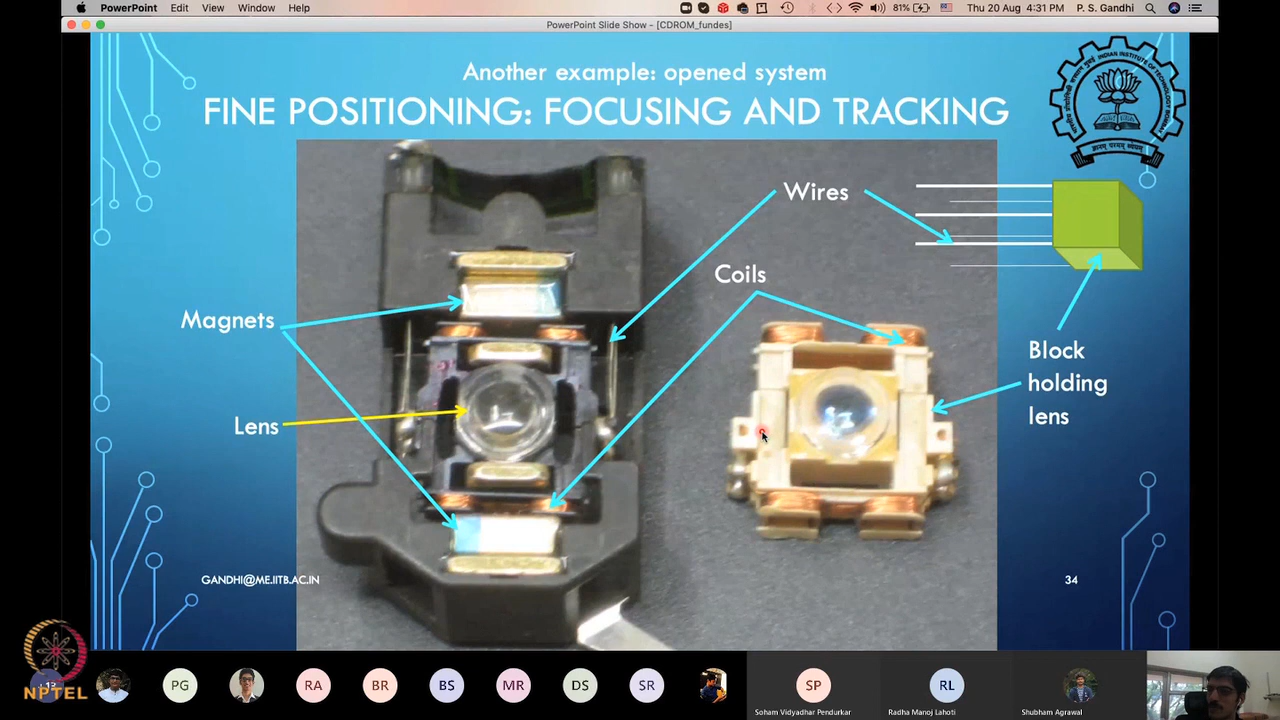 PowerPoint Edit View Window Help
81% Thu 20 Aug 4:31 PM P. S. Gandhi
PowerPoint Slide Show - [CDROM_fundes]
Another example: opened system
FINE POSITIONING: FOCUSING AND TRACKING
Wires
Coils
Magnets
Lens
Block
holding
lens
GANDHI@ME.IITB.AC.IN
34
NPTEL
PG
RA
BR
BS
MR
DS
SR
SP
RL
Soham Vidyadhar Pendurkar
Radha Manoj Lahoti
Shubham Agrawal